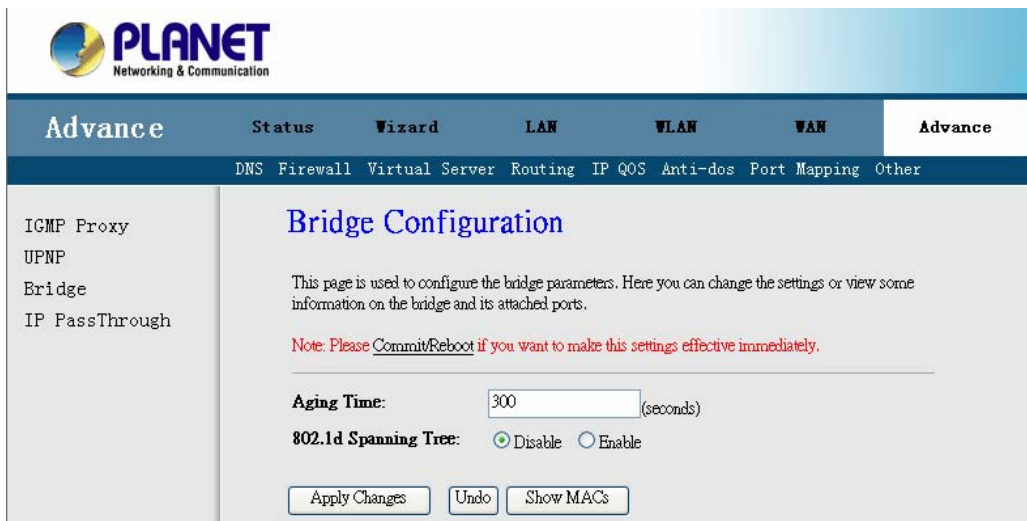 PLANET
Networking & Communication
Advance
Status Wizard LAN WLAN WAN Advance
DNS Firewall Virtual Server Routing IP QOS Anti-dos Port Mapping Other
IGMP Proxy
UPNP
Bridge
IP PassThrough
Bridge Configuration
This page is used to configure the bridge parameters. Here you can change the settings or view some
information on the bridge and its attached ports.
Note: Please Commit/Reboot if you want to make this settings effective immediately.
Aging Time: 300 (seconds)
802.1d Spanning Tree: Disable Enable
Apply Changes Undo Show MACs